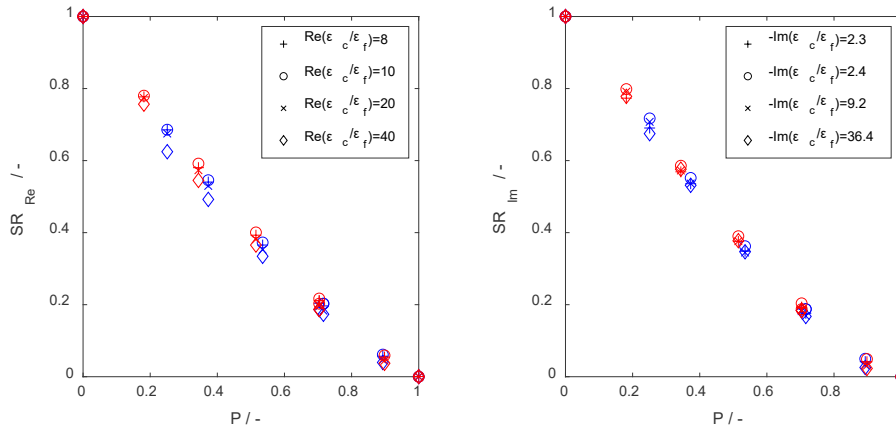 1
0.8
0.6
0.4
0.2
0
0
0.2
0.4
0.6
0.8
1
SR Re / -
P / -
Re(ε c/ε f)=8
Re(ε c/ε f)=10
Re(ε c/ε f)=20
Re(ε c/ε f)=40
1
0.8
0.6
0.4
0.2
0
0
0.2
0.4
0.6
0.8
SR Im / -
P / -
-Im(ε c/ε f)=2.3
-Im(ε c/ε f)=2.4
-Im(ε c/ε f)=9.2
-Im(ε c/ε f)=36.4